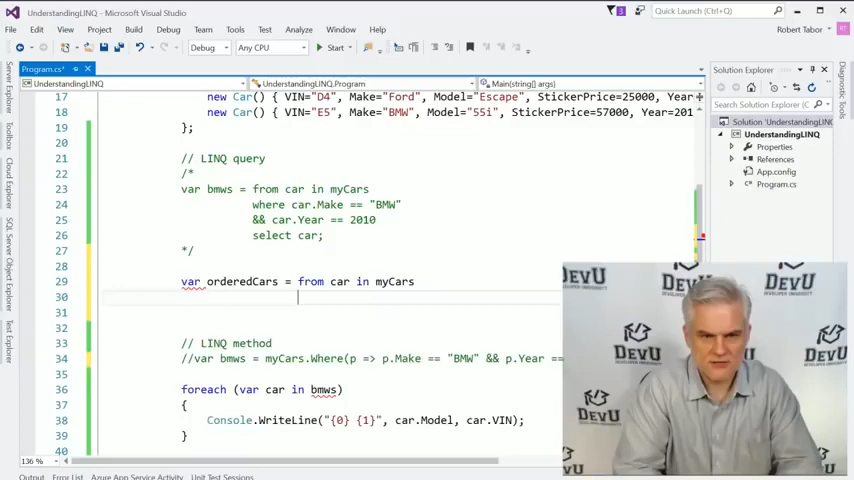 UnderstandingLINQ - Microsoft Visual Studio
3
Quick Launch (Ctrl+Q)
File Edit View Project Build Debug Team Tools Test Analyze Window Help
Robert Tabor
RT
Debug Any CPU Start
Program.cs*
Solution Explorer
UnderstandingLINQ UnderstandingLINQ.Program Main(string[] args)
Search Solution Explorer
Solution 'UnderstandingLINQ
UnderstandingLINQ
Properties
References
App.config
Program.cs
Server Explorer
Toolbox
Cloud Explorer
SQL Server Object Explorer
Test Explorer
Diagnostic Tools
17 new Car() { VIN="D4", Make="Ford", Model="Escape", StickerPrice=25000, Year
18 new Car() { VIN="E5", Make="BMW", Model="55i", StickerPrice=57000, Year=201
19 };
20
21 // LINQ query
22 /*
23 var bmws = from car in myCars
24 where car.Make == "BMW"
25 && car.Year == 2010
26 select car;
27 */
28
29 var orderedCars = from car in myCars
30
31
32
33 // LINQ method
34 //var bmws = myCars.Where(p => p.Make == "BMW" && p.Year ==
35
36 foreach (var car in bmws)
37 {
38 Console.WriteLine("{0} {1}", car.Model, car.VIN);
39 }
40
136 %
Output Error List Azure App Service Activity Unit Test Sessions
DEVU
DEVELOPER UNIVERSITY
DEVU
DEVU
DEVU